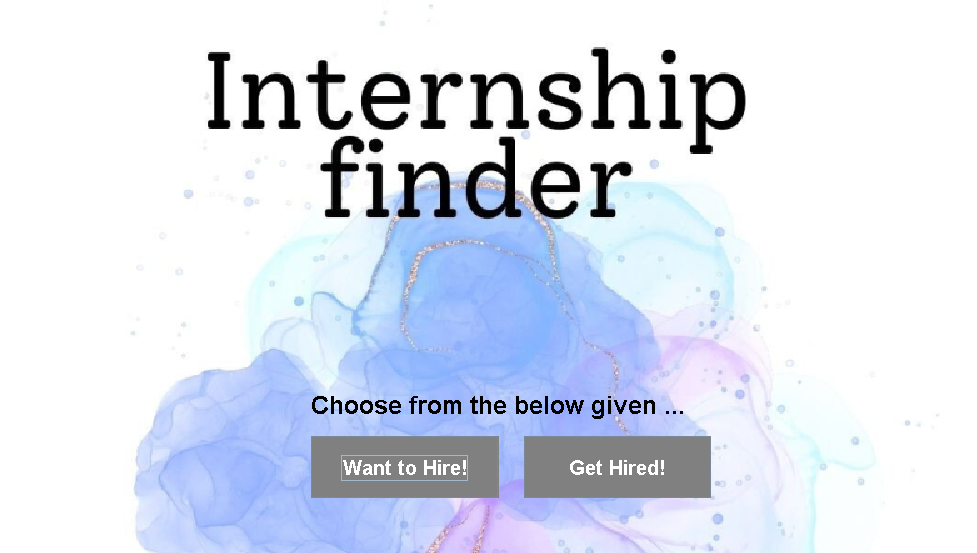 Internship
finder
Choose from the below given ...
Want to Hire!
Get Hired!